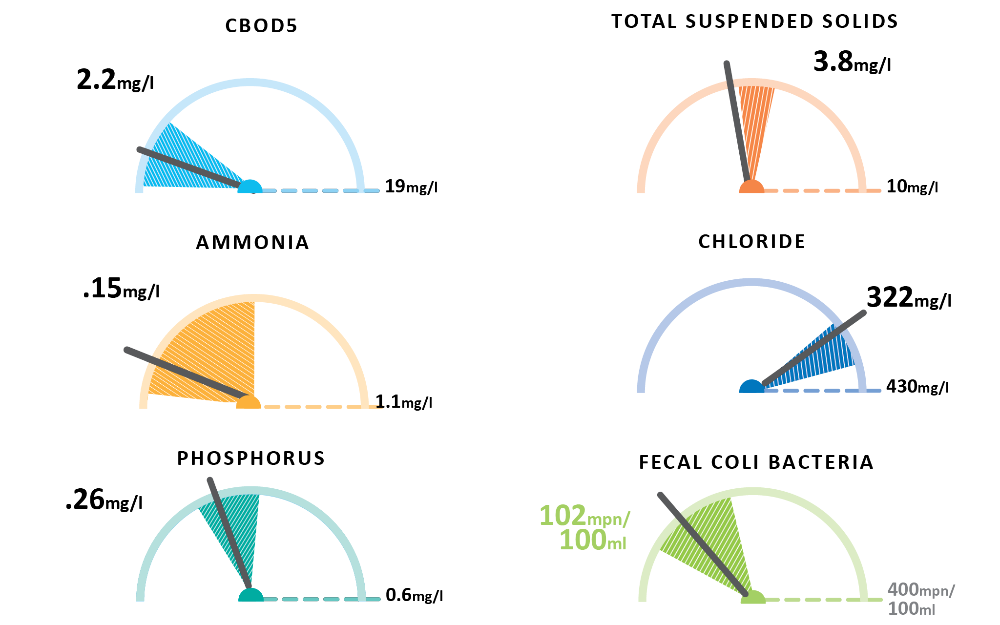 CBOD5
2.2mg/l
19mg/l
TOTAL SUSPENDED SOLIDS
3.8mg/l
10mg/l
AMMONIA
.15mg/l
1.1mg/l
CHLORIDE
322mg/l
430mg/l
PHOSPHORUS
.26mg/l
0.6mg/l
FECAL COLI BACTERIA
102mpn/
100ml
400mpn/
100ml